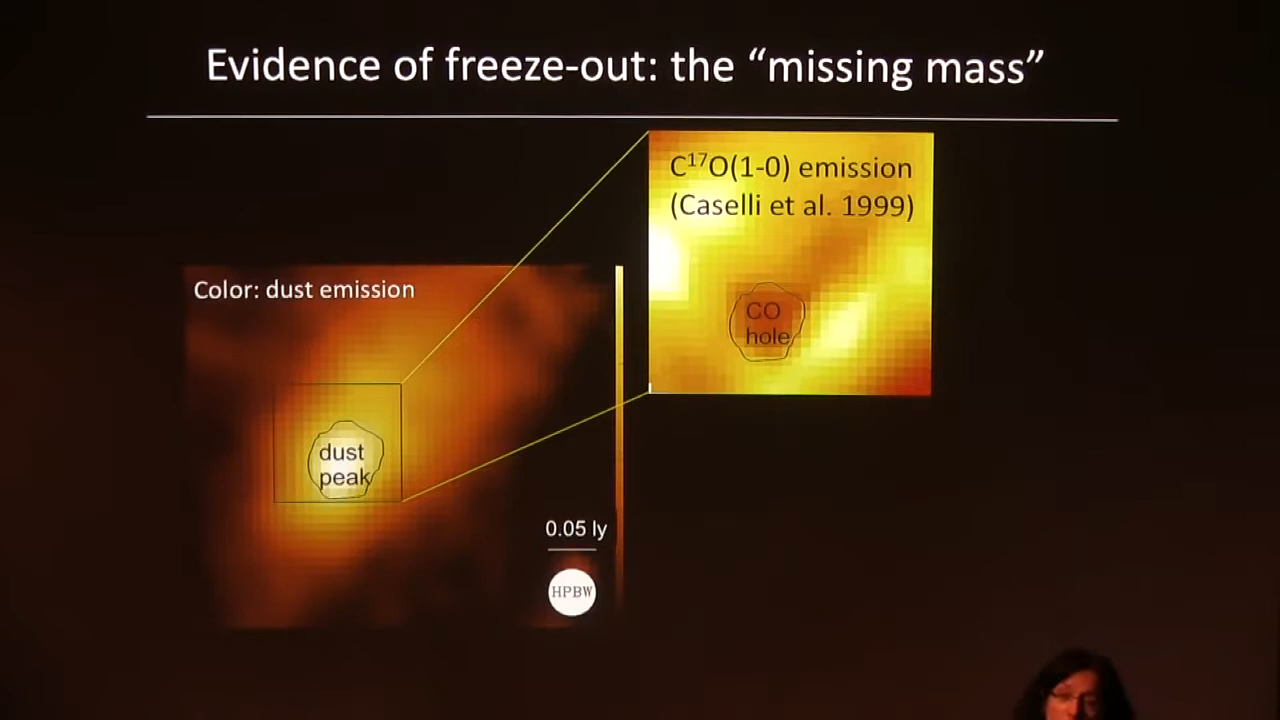 Evidence of freeze-out: the “missing mass”
C¹⁷O(1-0) emission
(Caselli et al. 1999)
Color: dust emission
CO
hole
dust
peak
0.05 ly
HPBW